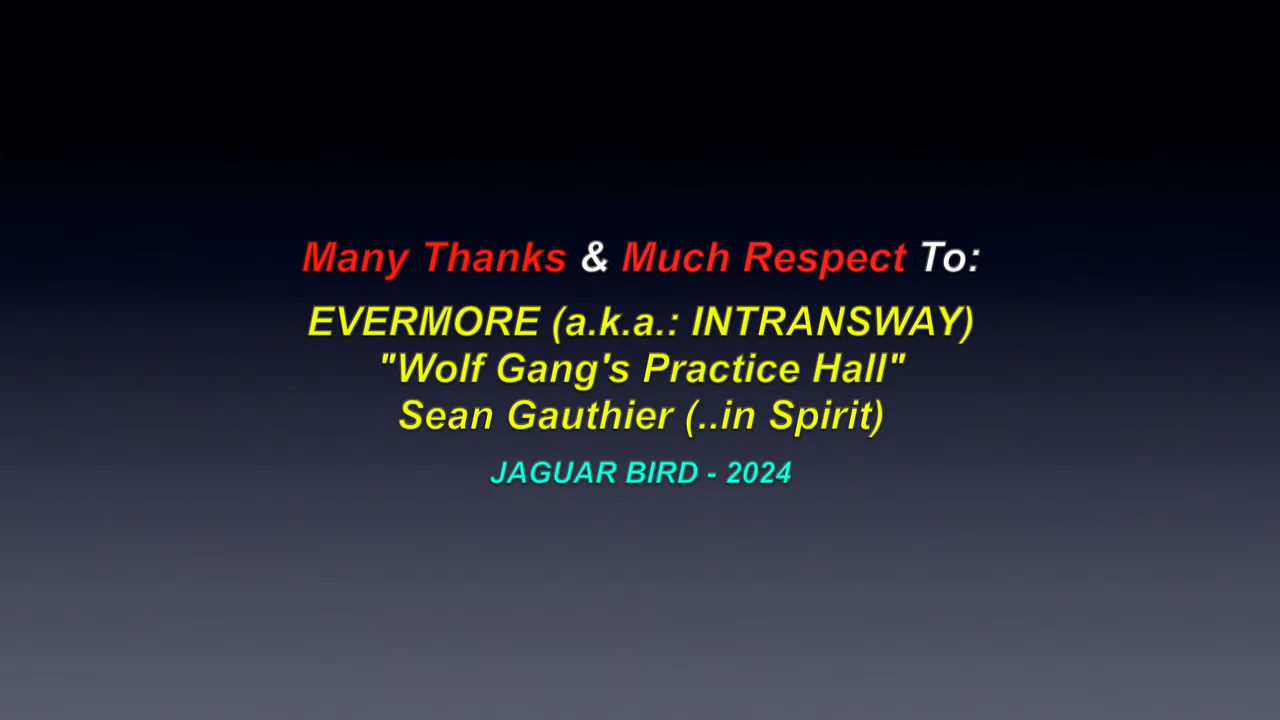 Many Thanks & Much Respect To:
EVERMORE (a.k.a.: INTRANSWAY)
"Wolf Gang's Practice Hall"
Sean Gauthier (..in Spirit)
JAGUAR BIRD - 2024